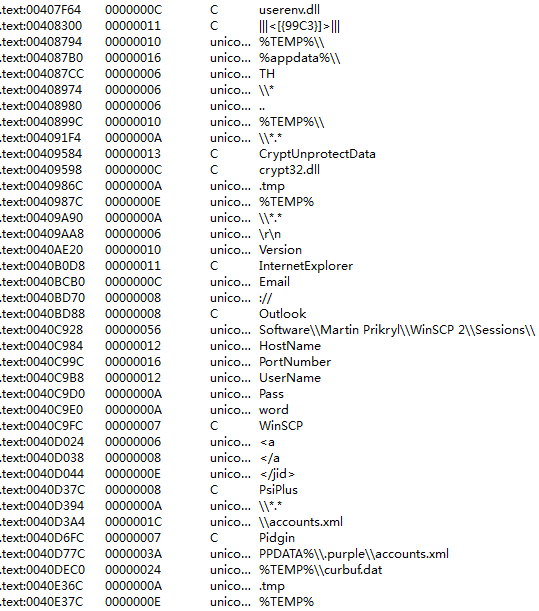 .text:00407F64 0000000C C userenv.dll
.text:00408300 00000011 C |||<[{99C3}]>|||
.text:00408794 00000010 unico... %TEMP%\\
.text:004087B0 00000016 unico... %appdata%\\
.text:004087CC 00000006 unico... TH
.text:00408974 00000006 unico... \\*
.text:00408980 00000006 unico... ..
.text:0040899C 00000010 unico... %TEMP%\\
.text:004091F4 0000000A unico... \\*.*
.text:00409584 00000013 C CryptUnprotectData
.text:00409598 0000000C C crypt32.dll
.text:0040986C 0000000A unico... .tmp
.text:0040987C 0000000E unico... %TEMP%
.text:00409A90 0000000A unico... \\*.*
.text:00409AA8 00000006 unico... \r\n
.text:0040AE20 00000010 unico... Version
.text:0040B0D8 00000011 C InternetExplorer
.text:0040BCB0 0000000C unico... Email
.text:0040BD70 00000008 unico... ://
.text:0040BD88 00000008 C Outlook
.text:0040C928 00000056 unico... Software\\Martin Prikryl\\WinSCP 2\\Sessions\\
.text:0040C984 00000012 unico... HostName
.text:0040C99C 00000016 unico... PortNumber
.text:0040C9B8 00000012 unico... UserName
.text:0040C9D0 0000000A unico... Pass
.text:0040C9E0 0000000A unico... word
.text:0040C9FC 00000007 C WinSCP
.text:0040D024 00000006 unico... <a
.text:0040D038 00000008 unico... </a
.text:0040D044 0000000E unico... </jid>
.text:0040D37C 00000008 C PsiPlus
.text:0040D394 0000000A unico... \\*.*
.text:0040D3A4 0000001C unico... \\accounts.xml
.text:0040D6FC 00000007 C Pidgin
.text:0040D77C 0000003A unico... PPDATA%\\.purple\\accounts.xml
.text:0040DEC0 00000024 unico... %TEMP%\\curbuf.dat
.text:0040E36C 0000000A unico... .tmp
.text:0040E37C 0000000E unico... %TEMP%